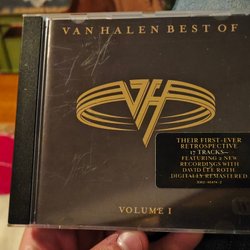 VAN HALEN BEST OF
VH
THEIR FIRST-EVER
RETROSPECTIVE
17 TRACKS~
FEATURING 2 NEW
RECORDINGS WITH
DAVID LEE ROTH
DIGITALLY REMASTERED
VOLUME I